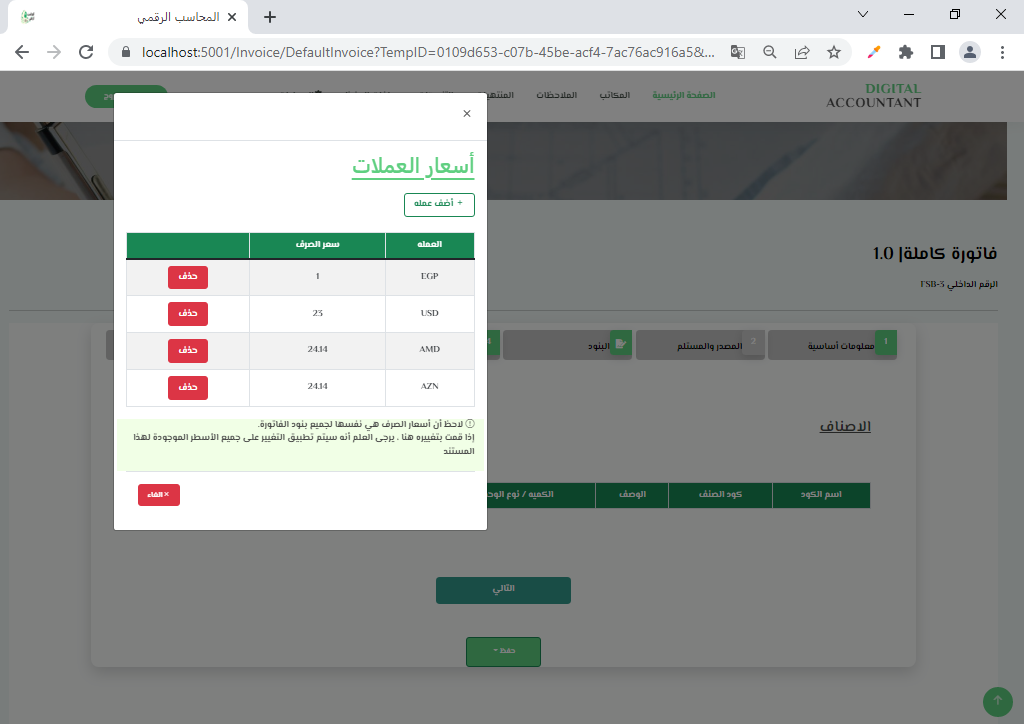 المحاسب الرقمي
localhost:5001/Invoice/DefaultInvoice?TempID=0109d653-c07b-45be-acf4-7ac76ac916a5&...
DIGITAL
ACCOUNTANT
الصفحة الرئيسية
المكاتب
الملاحظات
×
أسعار العملات
+ أضف عمله
العمله سعر الصرف
EGP 1 حذف
USD 23 حذف
AMD 24.14 حذف
AZN 24.14 حذف
لاحظ أن أسعار الصرف هي نفسها لجميع بنود الفاتورة.
إذا قمت بتغييره هنا . يرجى العلم أنه سيتم تطبيق التغيير على جميع الأسطر الموجودة لهذا
المستند
× الغاء
فاتورة كاملة| 1.0
الرقم الداخلي FSB-3
1 معلومات أساسية
2 المصدر والمستلم
البنود
4
الاصناف
اسم الكود
كود الصنف
الوصف
الكميه / نوع الوحد
التالي
حفظ